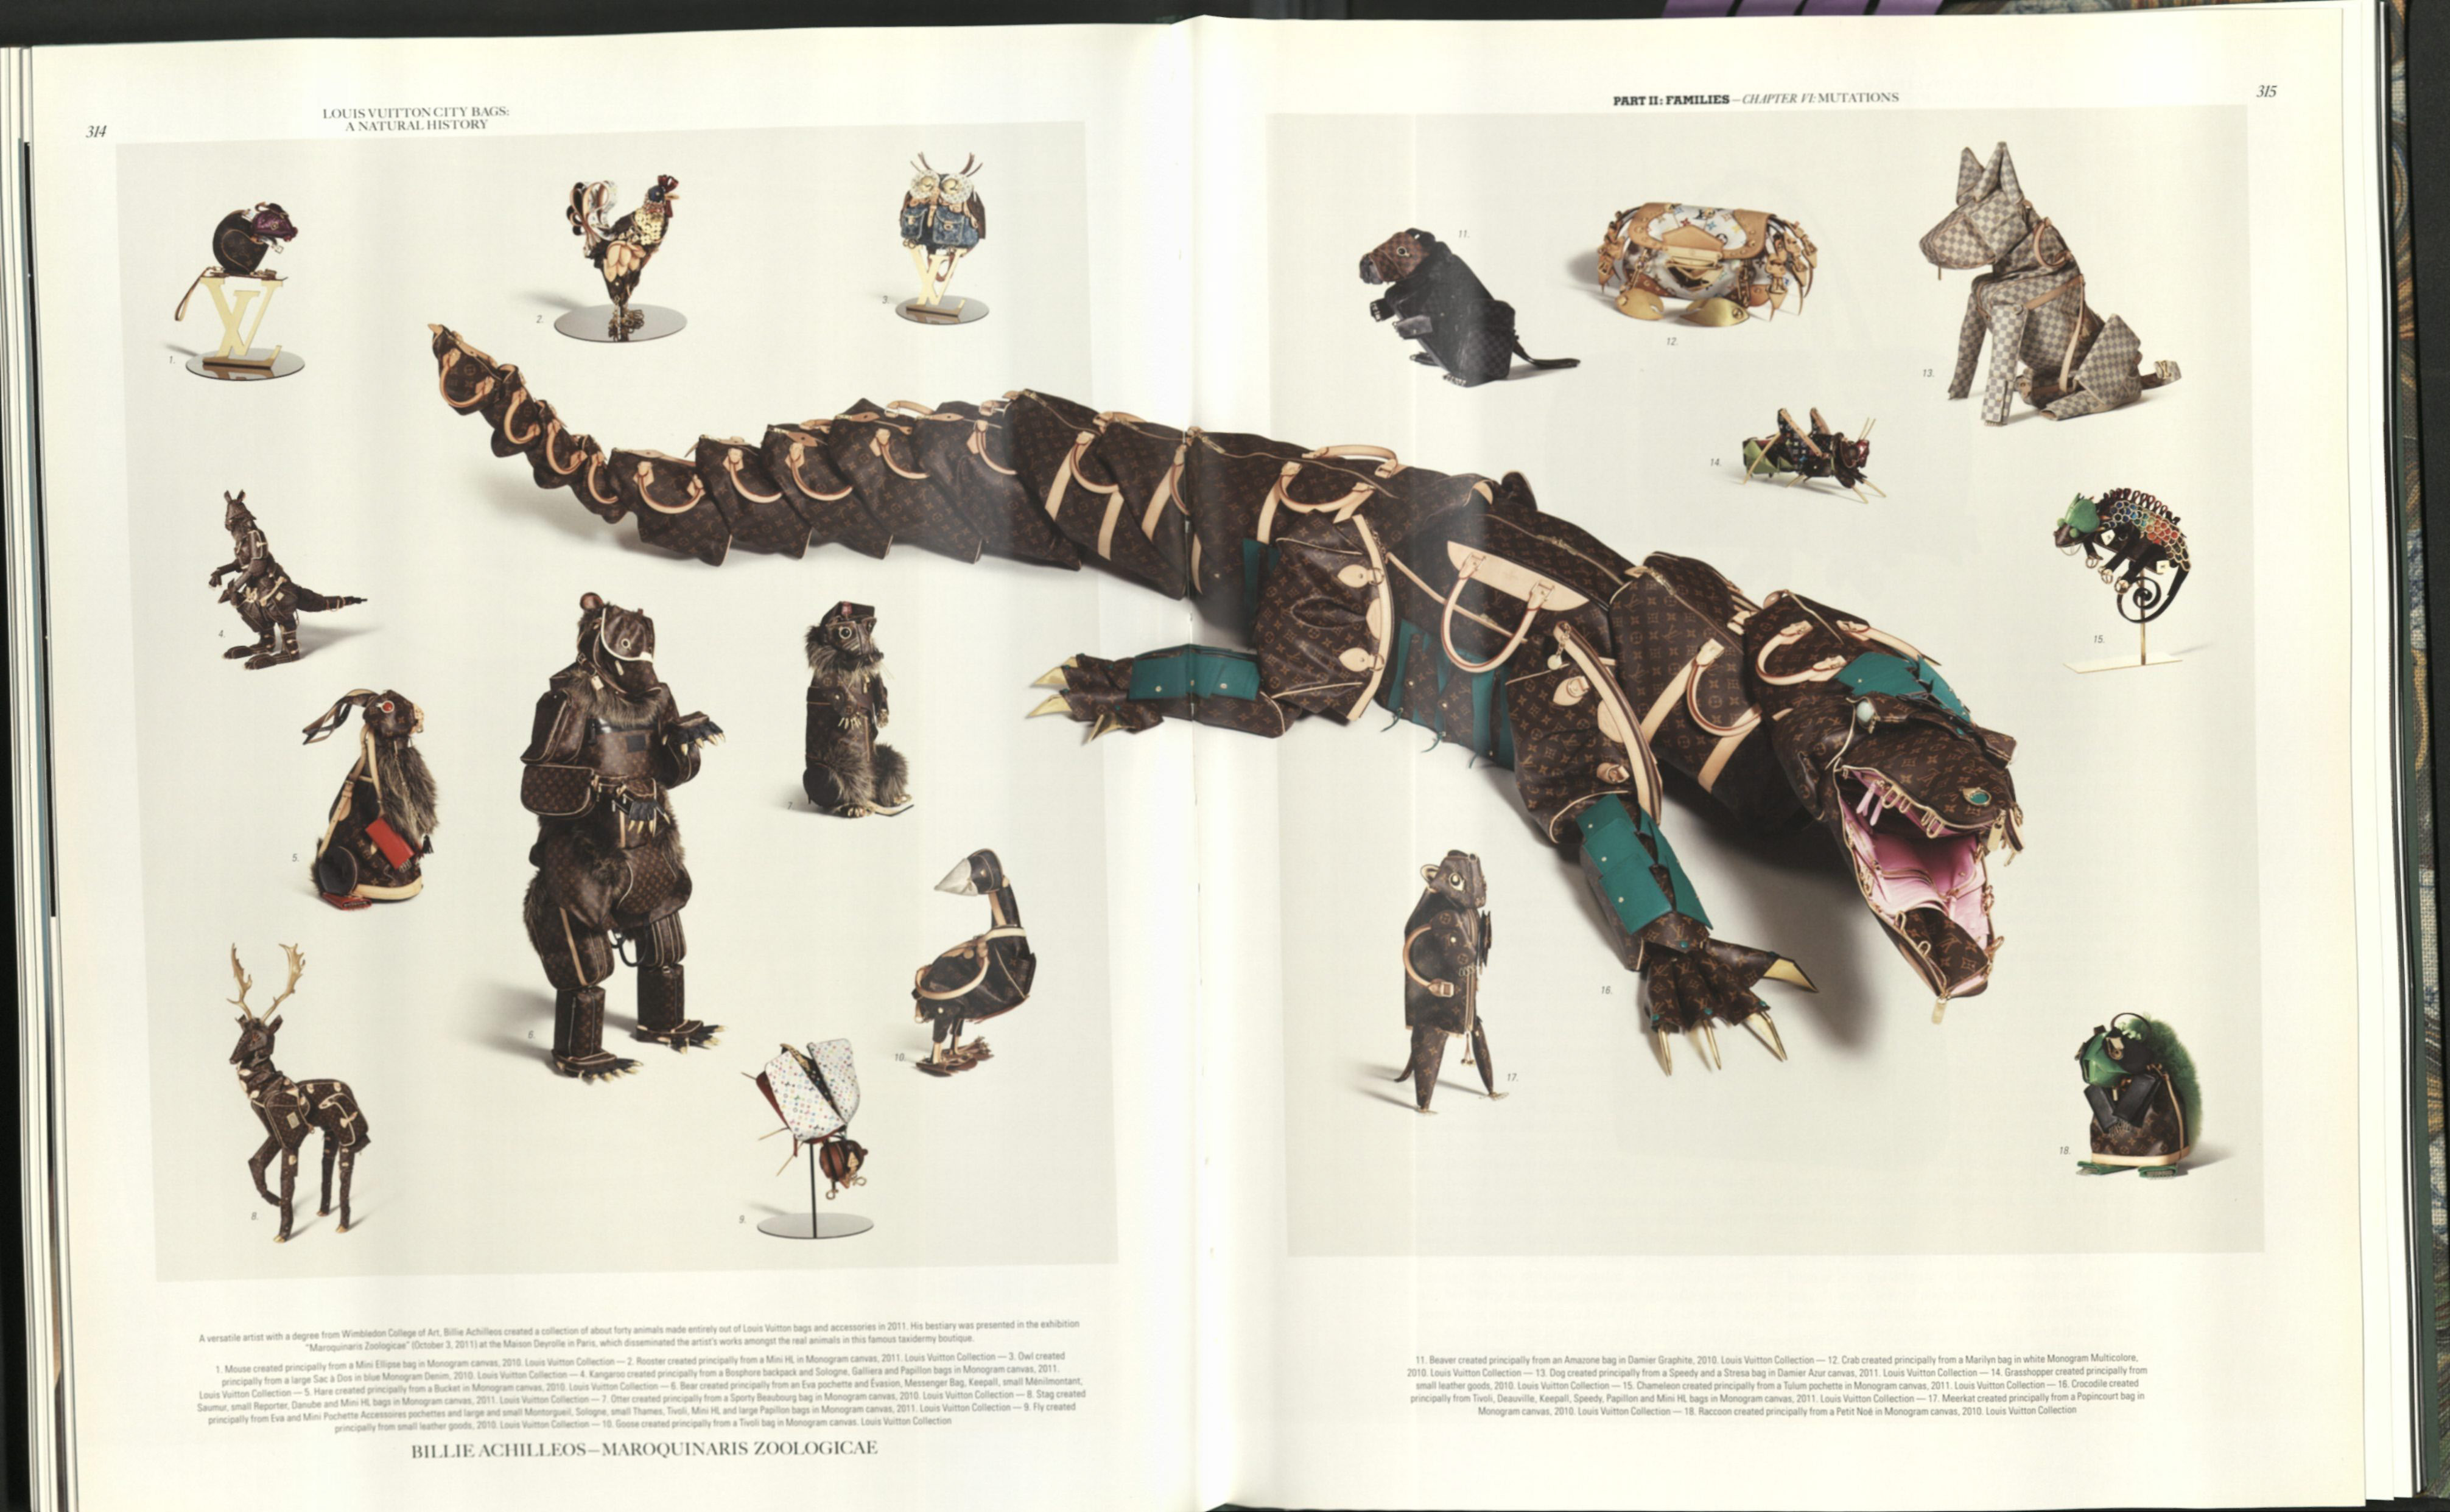 314
LOUIS VUITTON CITY BAGS:
A NATURAL HISTORY
1.
2.
3.
4.
5.
6.
7.
8.
9.
10.
A versatile artist with a degree from Wimbledon College of Art, Billie Achilleos created a collection of about forty animals made entirely out of Louis Vuitton bags and accessories in 2011. His bestiary was presented in the exhibition
"Maroquinaris Zoologicae" (October 3, 2011) at the Maison Deyrolle in Paris, which disseminated the artist's works amongst the real animals in this famous taxidermy boutique.
1. Mouse created principally from a Mini Ellipse bag in Monogram canvas, 2010. Louis Vuitton Collection — 2. Rooster created principally from a Mini HL in Monogram canvas, 2011. Louis Vuitton Collection — 3. Owl created
principally from a large Sac à Dos in blue Monogram Denim, 2010. Louis Vuitton Collection — 4. Kangaroo created principally from a Bosphore backpack and Sologne, Galliera and Papillon bags in Monogram canvas, 2011.
Louis Vuitton Collection — 5. Hare created principally from a Bucket in Monogram canvas, 2010. Louis Vuitton Collection — 6. Bear created principally from an Eva pochette and Évasion, Messenger Bag, Keepall, small Ménilmontant,
Saumur, small Reporter, Danube and Mini HL bags in Monogram canvas, 2011. Louis Vuitton Collection — 7. Otter created principally from a Sporty Beaubourg bag in Monogram canvas, 2010. Louis Vuitton Collection — 8. Stag created
principally from Eva and Mini Pochette Accessoires pochettes and large and small Montorgueil, Sologne, small Thames, Tivoli, Mini HL and large Papillon bags in Monogram canvas, 2011. Louis Vuitton Collection — 9. Fly created
principally from small leather goods, 2010. Louis Vuitton Collection — 10. Goose created principally from a Tivoli bag in Monogram canvas. Louis Vuitton Collection
BILLIE ACHILLEOS—MAROQUINARIS ZOOLOGICAE
PART II: FAMILIES—CHAPTER VI: MUTATIONS
315
11.
12.
13.
14.
15.
16.
17.
18.
11. Beaver created principally from an Amazone bag in Damier Graphite, 2010. Louis Vuitton Collection — 12. Crab created principally from a Marilyn bag in white Monogram Multicolore,
2010. Louis Vuitton Collection — 13. Dog created principally from a Speedy and a Stresa bag in Damier Azur canvas, 2011. Louis Vuitton Collection — 14. Grasshopper created principally from
small leather goods, 2010. Louis Vuitton Collection — 15. Chameleon created principally from a Tulum pochette in Monogram canvas, 2011. Louis Vuitton Collection — 16. Crocodile created
principally from Tivoli, Deauville, Keepall, Speedy, Papillon and Mini HL bags in Monogram canvas, 2011. Louis Vuitton Collection — 17. Meerkat created principally from a Popincourt bag in
Monogram canvas, 2010. Louis Vuitton Collection — 18. Raccoon created principally from a Petit Noé in Monogram canvas, 2010. Louis Vuitton Collection